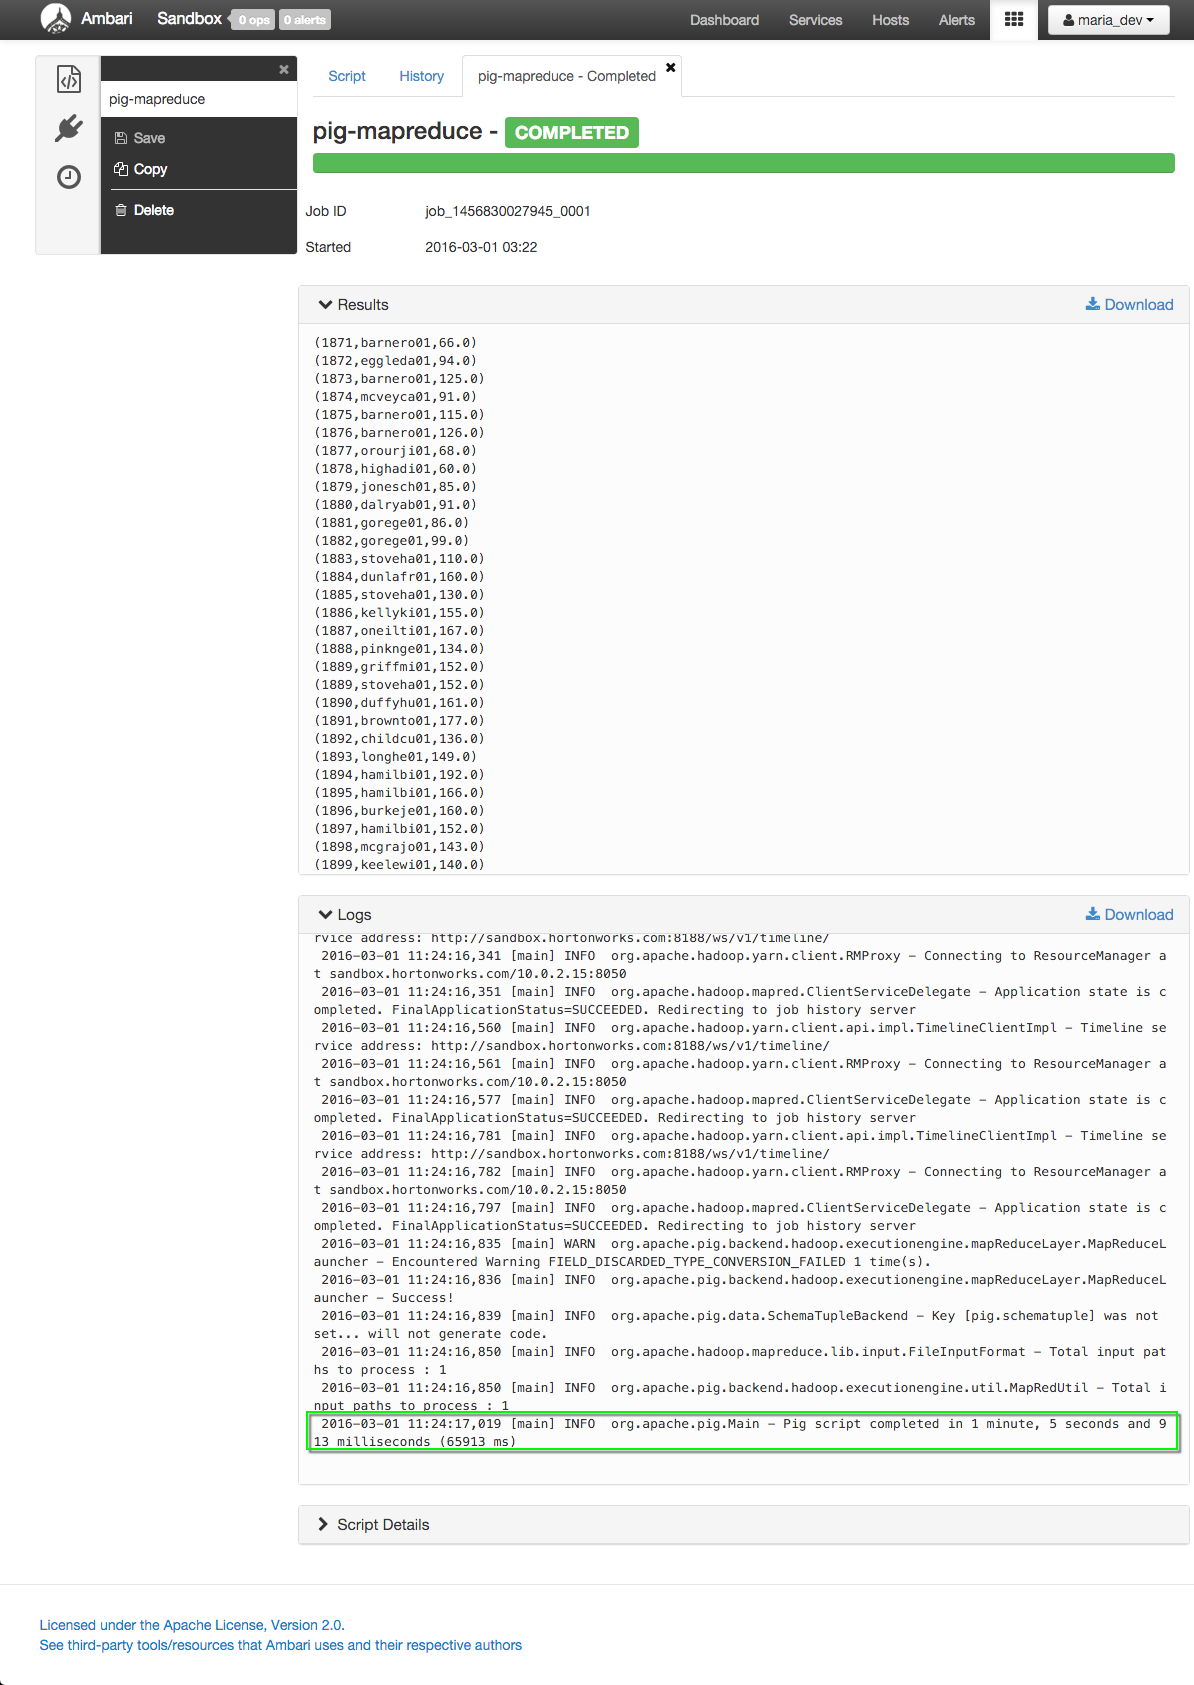 Ambari Sandbox 0 ops 0 alerts Dashboard Services Hosts Alerts maria_dev
pig-mapreduce
Save
Copy
Delete
Script History pig-mapreduce - Completed
pig-mapreduce - COMPLETED
Job ID job_1456830027945_0001
Started 2016-03-01 03:22
Results Download
(1871,barnero01,66.0)
(1872,eggleda01,94.0)
(1873,barnero01,125.0)
(1874,mcveyca01,91.0)
(1875,barnero01,115.0)
(1876,barnero01,126.0)
(1877,orourji01,68.0)
(1878,highadi01,60.0)
(1879,jonesch01,85.0)
(1880,dalryab01,91.0)
(1881,gorege01,86.0)
(1882,gorege01,99.0)
(1883,stoveha01,110.0)
(1884,dunlafr01,160.0)
(1885,stoveha01,130.0)
(1886,kellyki01,155.0)
(1887,oneilti01,167.0)
(1888,pinknge01,134.0)
(1889,griffmi01,152.0)
(1889,stoveha01,152.0)
(1890,duffyhu01,161.0)
(1891,brownto01,177.0)
(1892,childcu01,136.0)
(1893,longhe01,149.0)
(1894,hamilbi01,192.0)
(1895,hamilbi01,166.0)
(1896,burkeje01,160.0)
(1897,hamilbi01,152.0)
(1898,mcgrajo01,143.0)
(1899,keelewi01,140.0)
Logs Download
rvice address: http://sandbox.hortonworks.com:8188/ws/v1/timeline/
2016-03-01 11:24:16,341 [main] INFO  org.apache.hadoop.yarn.client.RMProxy – Connecting to ResourceManager a
t sandbox.hortonworks.com/10.0.2.15:8050
2016-03-01 11:24:16,351 [main] INFO  org.apache.hadoop.mapred.ClientServiceDelegate – Application state is c
ompleted. FinalApplicationStatus=SUCCEEDED. Redirecting to job history server
2016-03-01 11:24:16,560 [main] INFO  org.apache.hadoop.yarn.client.api.impl.TimelineClientImpl – Timeline se
rvice address: http://sandbox.hortonworks.com:8188/ws/v1/timeline/
2016-03-01 11:24:16,561 [main] INFO  org.apache.hadoop.yarn.client.RMProxy – Connecting to ResourceManager a
t sandbox.hortonworks.com/10.0.2.15:8050
2016-03-01 11:24:16,577 [main] INFO  org.apache.hadoop.mapred.ClientServiceDelegate – Application state is c
ompleted. FinalApplicationStatus=SUCCEEDED. Redirecting to job history server
2016-03-01 11:24:16,781 [main] INFO  org.apache.hadoop.yarn.client.api.impl.TimelineClientImpl – Timeline se
rvice address: http://sandbox.hortonworks.com:8188/ws/v1/timeline/
2016-03-01 11:24:16,782 [main] INFO  org.apache.hadoop.yarn.client.RMProxy – Connecting to ResourceManager a
t sandbox.hortonworks.com/10.0.2.15:8050
2016-03-01 11:24:16,797 [main] INFO  org.apache.hadoop.mapred.ClientServiceDelegate – Application state is c
ompleted. FinalApplicationStatus=SUCCEEDED. Redirecting to job history server
2016-03-01 11:24:16,835 [main] WARN  org.apache.pig.backend.hadoop.executionengine.mapReduceLayer.MapReduceL
auncher – Encountered Warning FIELD_DISCARDED_TYPE_CONVERSION_FAILED 1 time(s).
2016-03-01 11:24:16,836 [main] INFO  org.apache.pig.backend.hadoop.executionengine.mapReduceLayer.MapReduceL
auncher – Success!
2016-03-01 11:24:16,839 [main] INFO  org.apache.pig.data.SchemaTupleBackend – Key [pig.schematuple] was not
set... will not generate code.
2016-03-01 11:24:16,850 [main] INFO  org.apache.hadoop.mapreduce.lib.input.FileInputFormat – Total input pat
hs to process : 1
2016-03-01 11:24:16,850 [main] INFO  org.apache.pig.backend.hadoop.executionengine.util.MapRedUtil – Total i
nput paths to process : 1
2016-03-01 11:24:17,019 [main] INFO  org.apache.pig.Main – Pig script completed in 1 minute, 5 seconds and 9
13 milliseconds (65913 ms)
Script Details
Licensed under the Apache License, Version 2.0.
See third-party tools/resources that Ambari uses and their respective authors